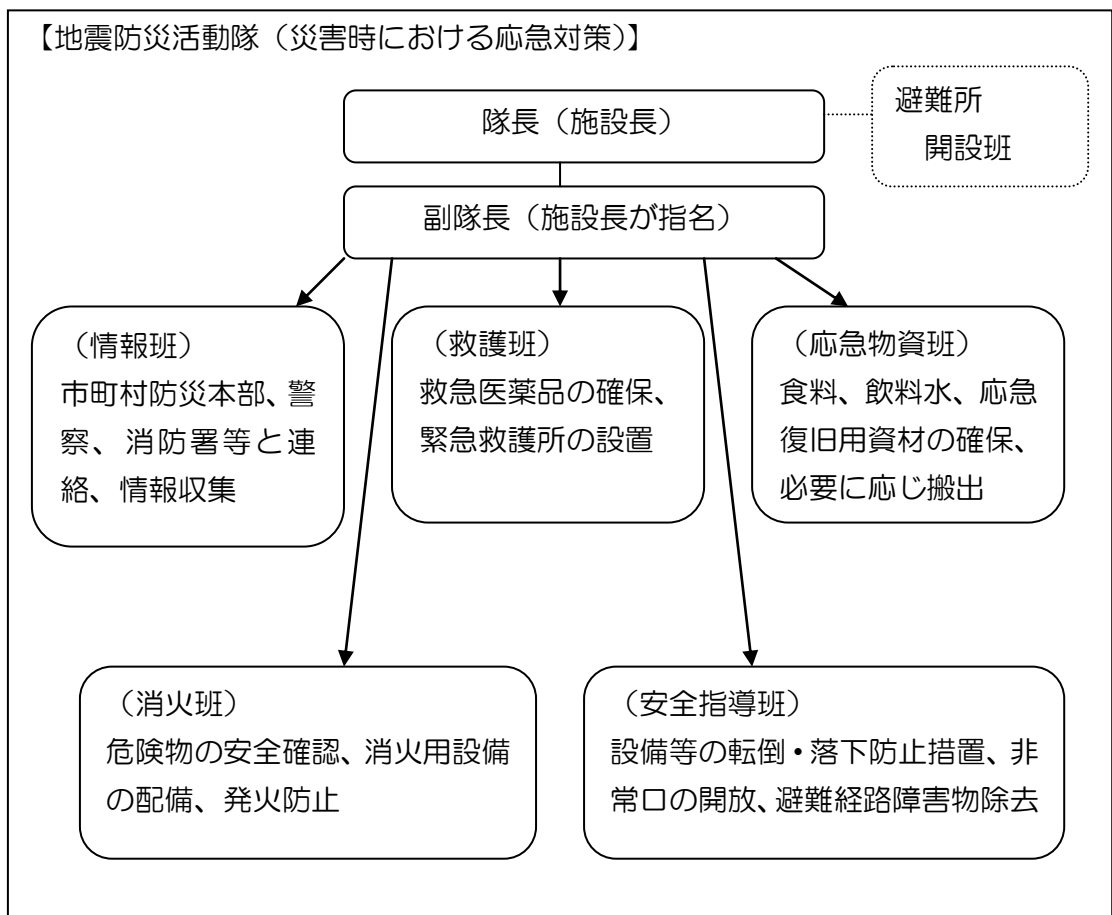 【地震防災活動隊（災害時における応急対策）】
隊長（施設長）
避難所
開設班
副隊長（施設長が指名）
（情報班）
市町村防災本部、警
察、消防署等と連
絡、情報収集
（救護班）
救急医薬品の確保、
緊急救護所の設置
（応急物資班）
食料、飲料水、応急
復旧用資材の確保、
必要に応じ搬出
（消火班）
危険物の安全確認、消火用設備
の配備、発火防止
（安全指導班）
設備等の転倒・落下防止措置、非
常口の開放、避難経路障害物除去